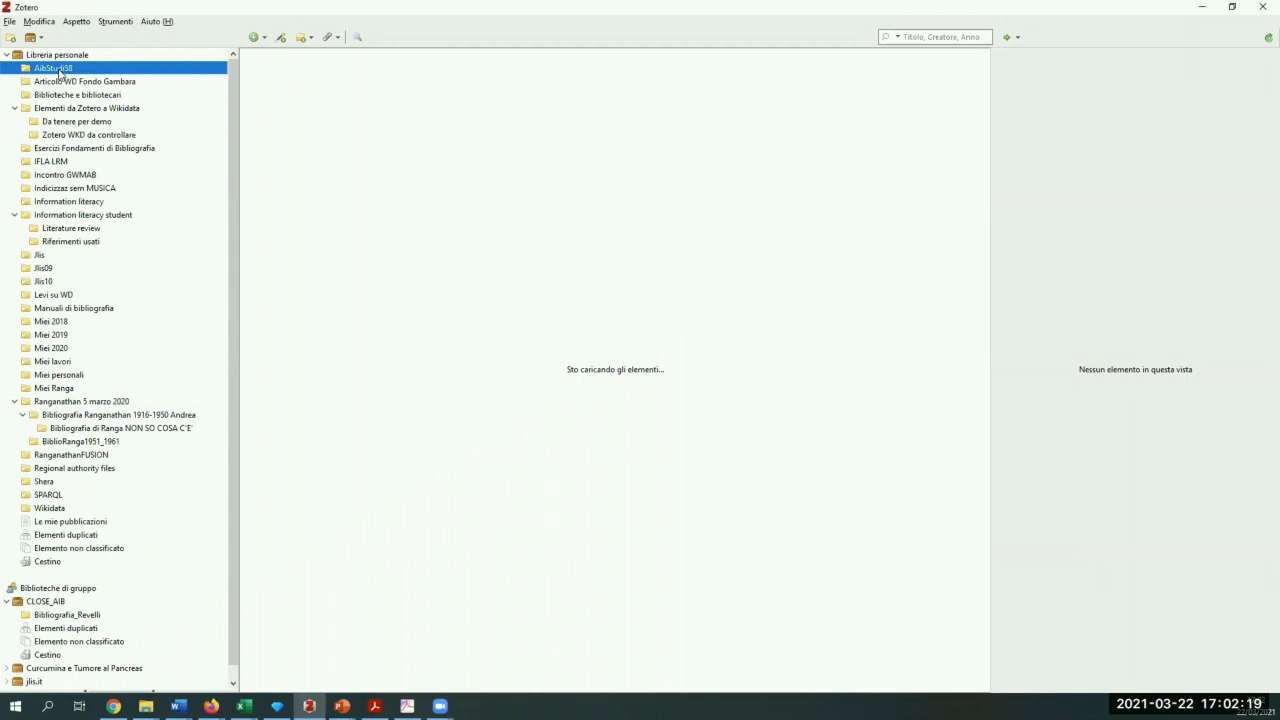 Zotero
File Modifica Aspetto Strumenti Aiuto (H)
Titolo, Creatore, Anno
Libreria personale
AibStudi58
Articolo WD Fondo Gambara
Biblioteche e bibliotecari
Elementi da Zotero a Wikidata
Da tenere per demo
Zotero WKD da controllare
Esercizi Fondamenti di Bibliografia
IFLA LRM
Incontro GWMAB
Indicizzaz sem MUSICA
Information literacy
Information literacy student
Literature review
Riferimenti usati
Jlis
Jlis09
Jlis10
Levi su WD
Manuali di bibliografia
Miei 2018
Miei 2019
Miei 2020
Miei lavori
Miei personali
Miei Ranga
Ranganathan 5 marzo 2020
Bibliografia Ranganathan 1916-1950 Andrea
Bibliografia di Ranga NON SO COSA C'E'
BiblioRanga1951_1961
RanganathanFUSION
Regional authority files
Shera
SPARQL
Wikidata
Le mie pubblicazioni
Elementi duplicati
Elemento non classificato
Cestino
Biblioteche di gruppo
CLOSE_AIB
Bibliografia_Revelli
Elementi duplicati
Elemento non classificato
Cestino
Curcumina e Tumore al Pancreas
jlis.it
Sto caricando gli elementi...
Nessun elemento in questa vista
2021-03-22 17:02:19
22/03/2021